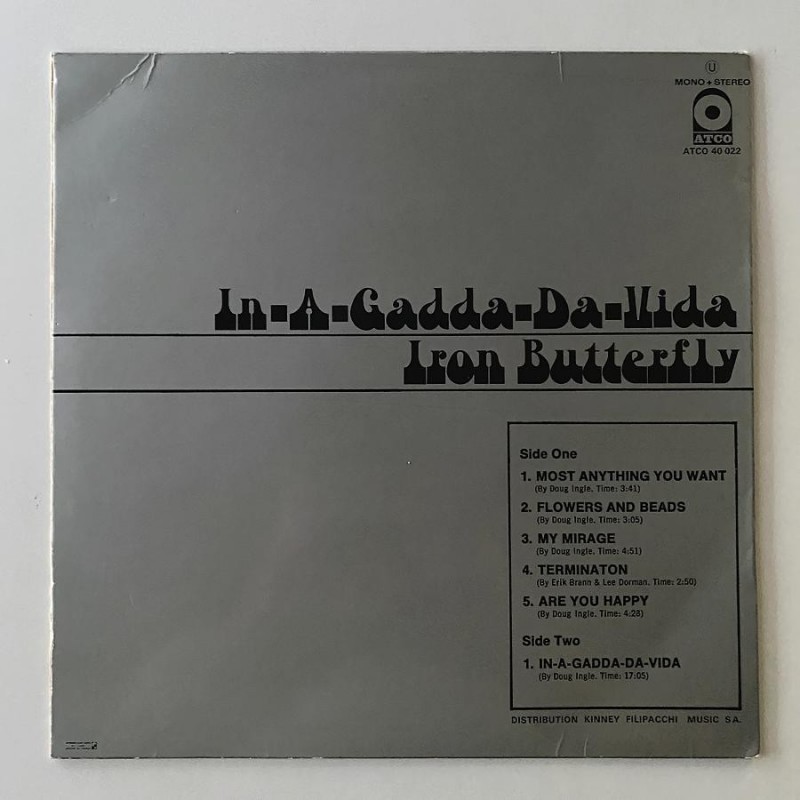 U
MONO + STEREO
ATCO
ATCO 40 022
In-A-Gadda-Da-Vida
Iron Butterfly
Side One
1. MOST ANYTHING YOU WANT
(By Doug Ingle. Time: 3:41)
2. FLOWERS AND BEADS
(By Doug Ingle. Time: 3:05)
3. MY MIRAGE
(By Doug Ingle. Time: 4:51)
4. TERMINATON
(By Erik Brann & Lee Dorman. Time: 2:50)
5. ARE YOU HAPPY
(By Doug Ingle. Time: 4:28)
Side Two
1. IN-A-GADDA-DA-VIDA
(By Doug Ingle. Time: 17:05)
DISTRIBUTION KINNEY FILIPACCHI MUSIC S.A.